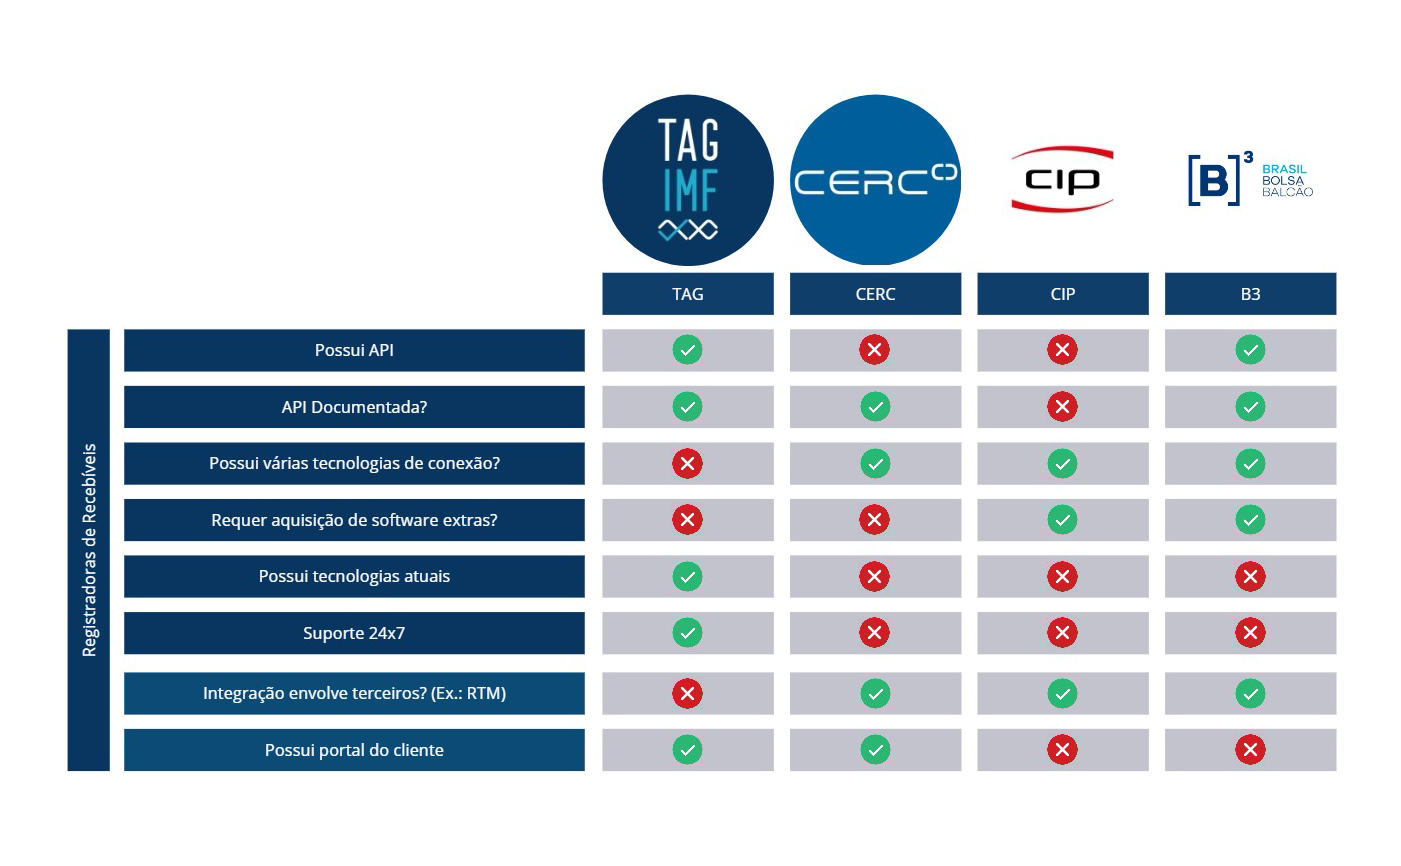 TAG
IMF
CERC
cip
[B]³ BRASIL
BOLSA
BALCÃO
TAG CERC CIP B3
Registradoras de Recebíveis
Possui API
API Documentada?
Possui várias tecnologias de conexão?
Requer aquisição de software extras?
Possui tecnologias atuais
Suporte 24x7
Integração envolve terceiros? (Ex.: RTM)
Possui portal do cliente